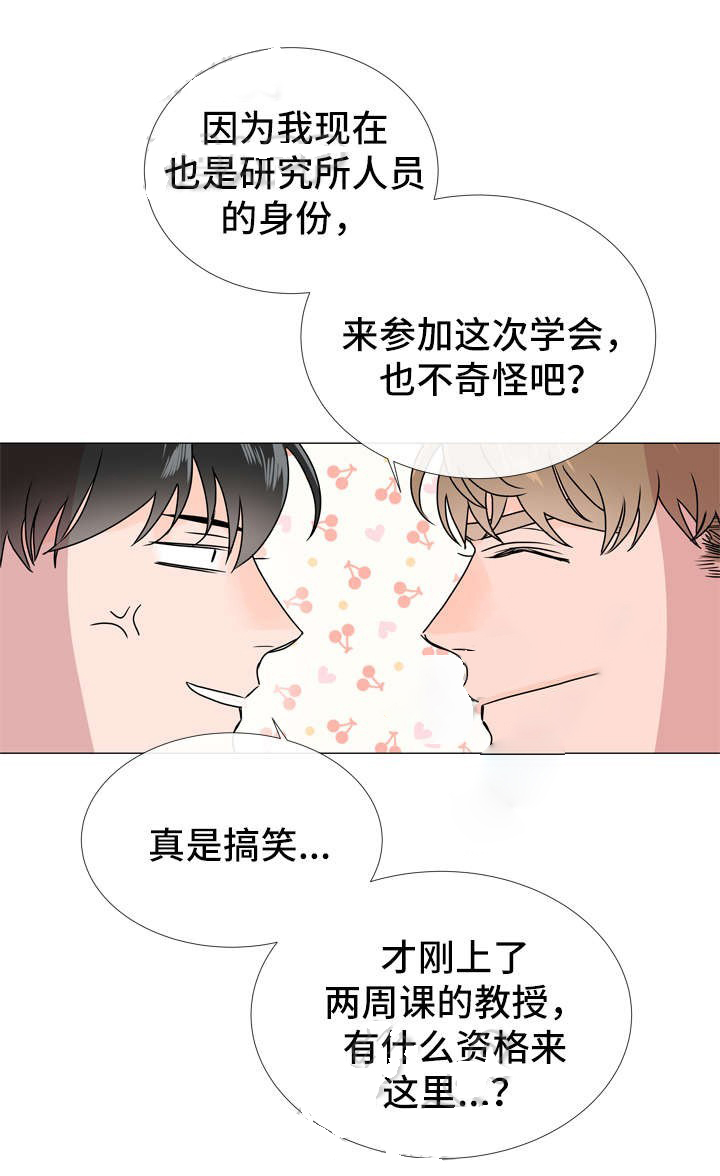 因为我现在
也是研究所人员
的身份，
来参加这次学会，
也不奇怪吧？
真是搞笑...
才刚上了
两周课的教授，
有什么资格来
这里...？